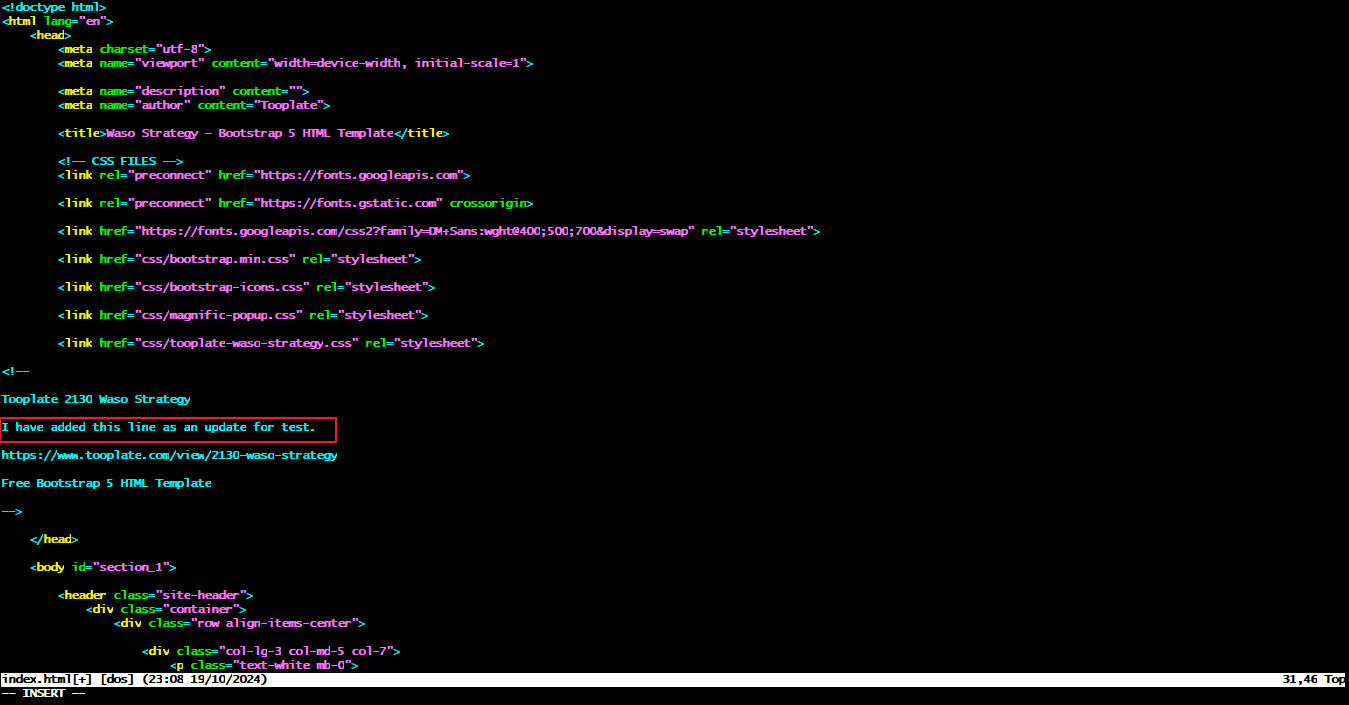 <!doctype html>
<html lang="en">
    <head>
        <meta charset="utf-8">
        <meta name="viewport" content="width=device-width, initial-scale=1">

        <meta name="description" content="">
        <meta name="author" content="Tooplate">

        <title>Waso Strategy - Bootstrap 5 HTML Template</title>

        <!-- CSS FILES -->
        <link rel="preconnect" href="https://fonts.googleapis.com">

        <link rel="preconnect" href="https://fonts.gstatic.com" crossorigin>

        <link href="https://fonts.googleapis.com/css2?family=DM+Sans:wght@400;500;700&display=swap" rel="stylesheet">

        <link href="css/bootstrap.min.css" rel="stylesheet">

        <link href="css/bootstrap-icons.css" rel="stylesheet">

        <link href="css/magnific-popup.css" rel="stylesheet">

        <link href="css/tooplate-waso-strategy.css" rel="stylesheet">

<!--

Tooplate 2130 Waso Strategy

I have added this line as an update for test.

https://www.tooplate.com/view/2130-waso-strategy

Free Bootstrap 5 HTML Template

-->

    </head>

    <body id="section_1">

        <header class="site-header">
            <div class="container">
                <div class="row align-items-center">

                    <div class="col-lg-3 col-md-5 col-7">
                        <p class="text-white mb-0">
index.html[+] [dos] (23:08 19/10/2024) 31,46 Top
-- INSERT --